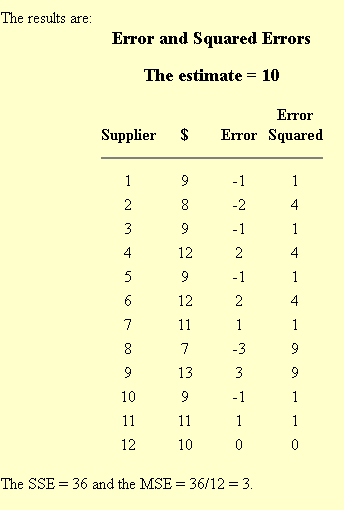 The results are:
Error and Squared Errors
The estimate = 10
Error
Supplier $ Error Squared
1 9 -1 1
2 8 -2 4
3 9 -1 1
4 12 2 4
5 9 -1 1
6 12 2 4
7 11 1 1
8 7 -3 9
9 13 3 9
10 9 -1 1
11 11 1 1
12 10 0 0
The SSE = 36 and the MSE = 36/12 = 3.